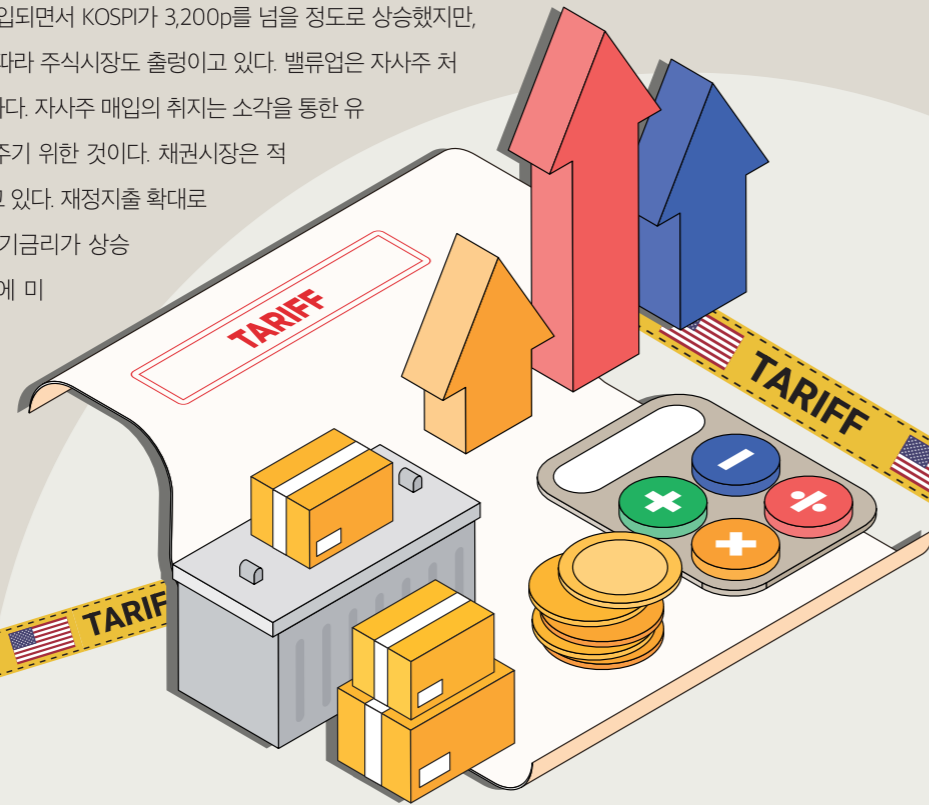 입되면서 KOSPI가 3,200p를 넘을 정도로 상승했지만,
따라 주식시장도 출렁이고 있다. 밸류업은 자사주 처
다. 자사주 매입의 취지는 소각을 통한 유
주기 위한 것이다. 채권시장은 적
고 있다. 재정지출 확대로
기금리가 상승
에 미
TARIFF
TARIFF
TARIF